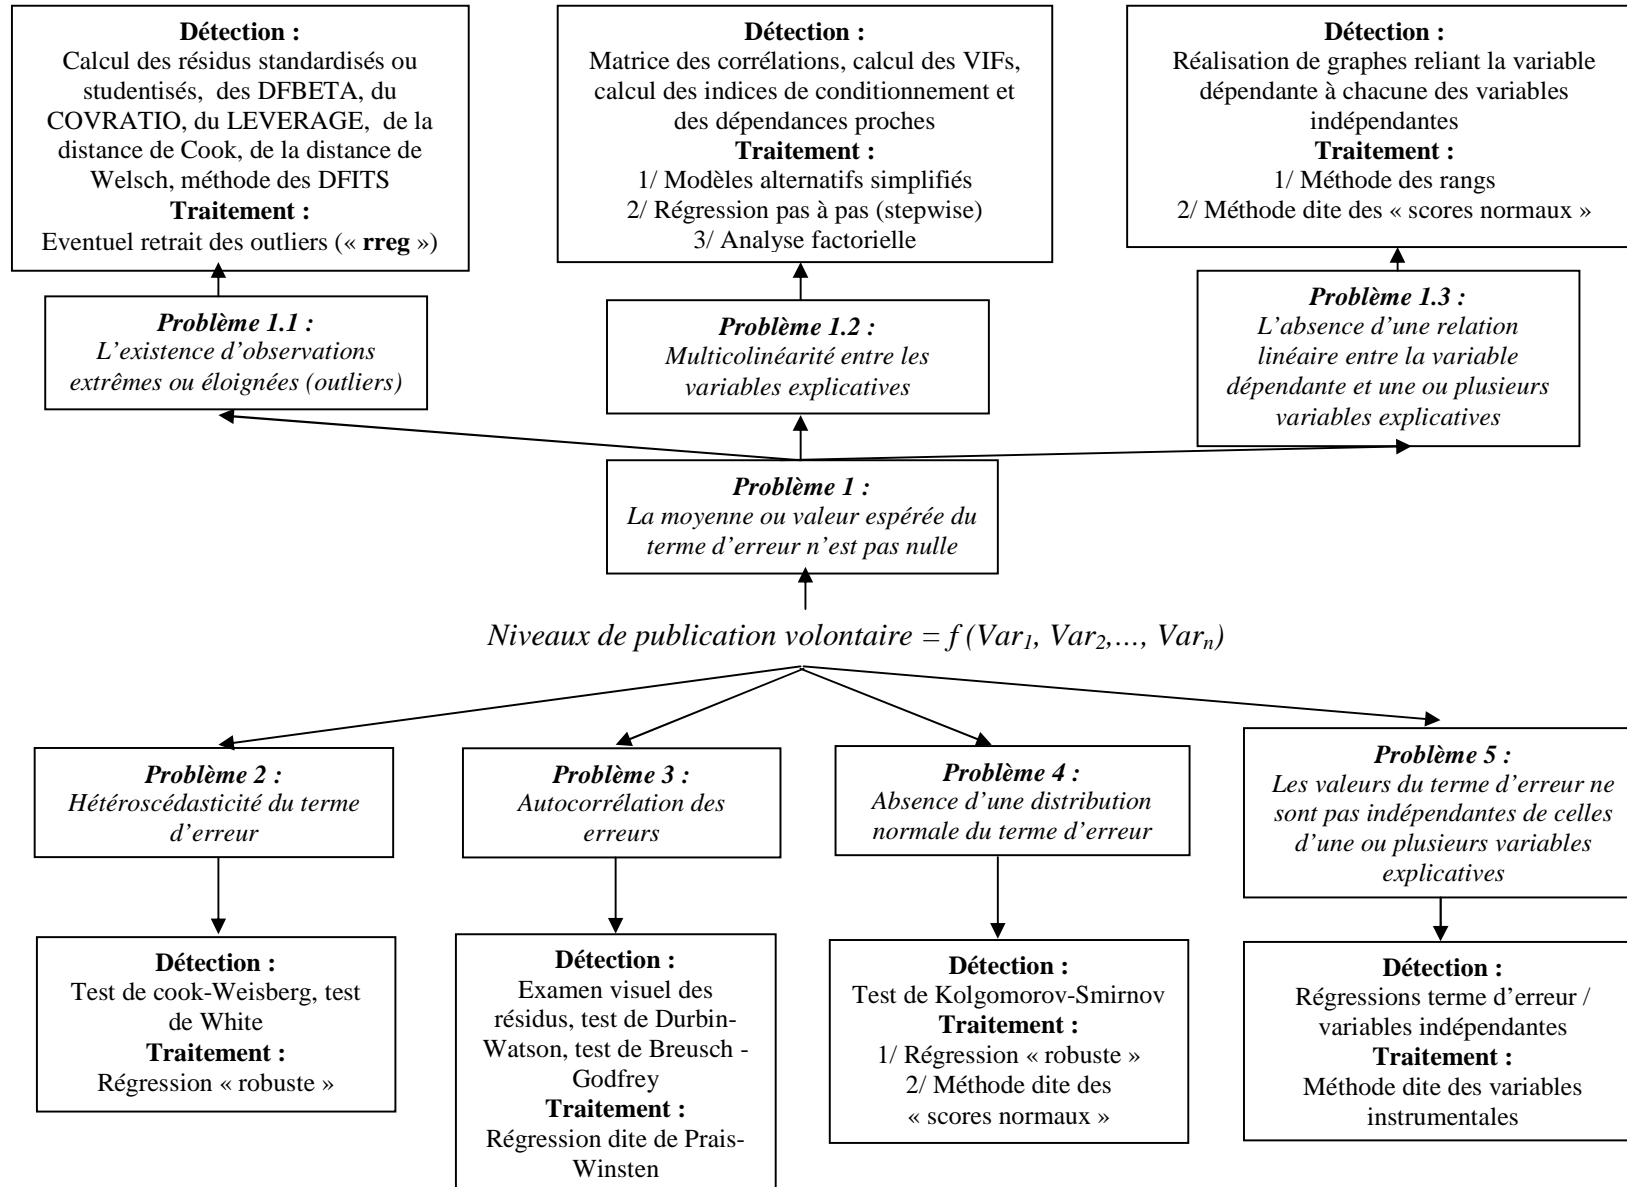 Détection :
Calcul des résidus standardisés ou
studentisés, des DFBETA, du
COVRATIO, du LEVERAGE, de la
distance de Cook, de la distance de
Welsch, méthode des DFITS
Traitement :
Eventuel retrait des outliers (« rreg »)
Détection :
Matrice des corrélations, calcul des VIFs,
calcul des indices de conditionnement et
des dépendances proches
Traitement :
1/ Modèles alternatifs simplifiés
2/ Régression pas à pas (stepwise)
3/ Analyse factorielle
Détection :
Réalisation de graphes reliant la variable
dépendante à chacune des variables
indépendantes
Traitement :
1/ Méthode des rangs
2/ Méthode dite des « scores normaux »
Problème 1.1 :
L'existence d'observations
extrêmes ou éloignées (outliers)
Problème 1.2 :
Multicolinéarité entre les
variables explicatives
Problème 1.3 :
L'absence d'une relation
linéaire entre la variable
dépendante et une ou plusieurs
variables explicatives
Problème 1 :
La moyenne ou valeur espérée du
terme d'erreur n'est pas nulle
Niveaux de publication volontaire = f (Var1, Var2,..., Varn)
Problème 2 :
Hétéroscédasticité du terme
d'erreur
Problème 3 :
Autocorrélation des
erreurs
Problème 4 :
Absence d'une distribution
normale du terme d'erreur
Problème 5 :
Les valeurs du terme d'erreur ne
sont pas indépendantes de celles
d'une ou plusieurs variables
explicatives
Détection :
Test de cook-Weisberg, test
de White
Traitement :
Régression « robuste »
Détection :
Examen visuel des
résidus, test de Durbin-
Watson, test de Breusch -
Godfrey
Traitement :
Régression dite de Prais-
Winsten
Détection :
Test de Kolgomorov-Smirnov
Traitement :
1/ Régression « robuste »
2/ Méthode dite des
« scores normaux »
Détection :
Régressions terme d'erreur /
variables indépendantes
Traitement :
Méthode dite des variables
instrumentales